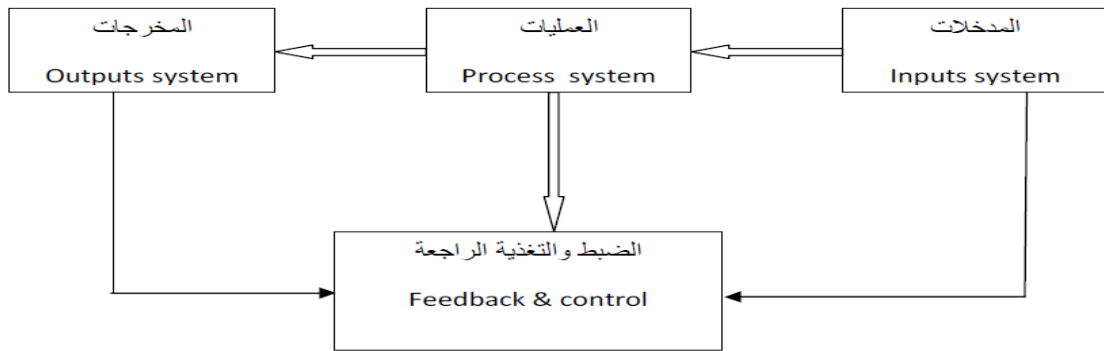 المدخلات
Inputs system
العمليات
Process system
المخرجات
Outputs system
الضبط والتغذية الراجعة
Feedback & control